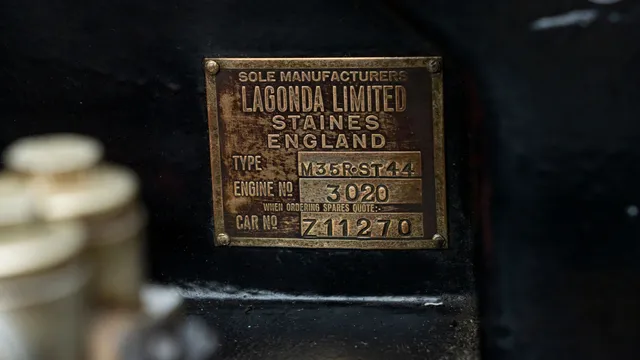 SOLE MANUFACTURERS
LAGONDA LIMITED
STAINES
ENGLAND
TYPE M35R·ST44
ENGINE NO 3020
WHEN ORDERING SPARES QUOTE:-
CAR NO Z11270